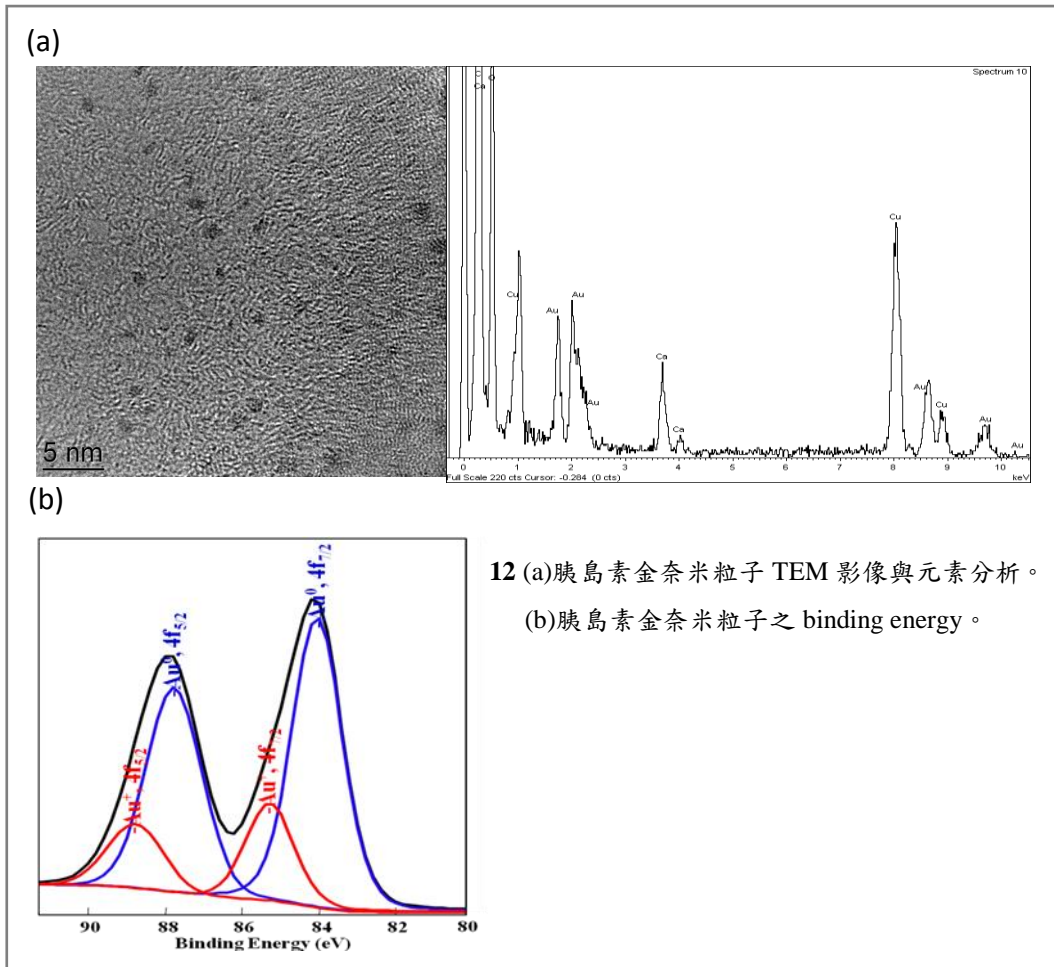 (a)
Spectrum 10
C
Ca
O
Cu
Au
Au
Au
Ca
Ca
Cu
Au
Cu
Au
Au
5 nm
0 1 2 3 4 5 6 7 8 9 10
Full Scale 220 cts Cursor: -0.284 (0 cts)
keV
(b)
-Au⁺, 4f5/2
-Au⁰, 4f5/2
-Au⁺, 4f7/2
-Au⁰, 4f7/2
90 88 86 84 82 80
Binding Energy (eV)
12 (a)胰島素金奈米粒子 TEM 影像與元素分析。
(b)胰島素金奈米粒子之 binding energy。